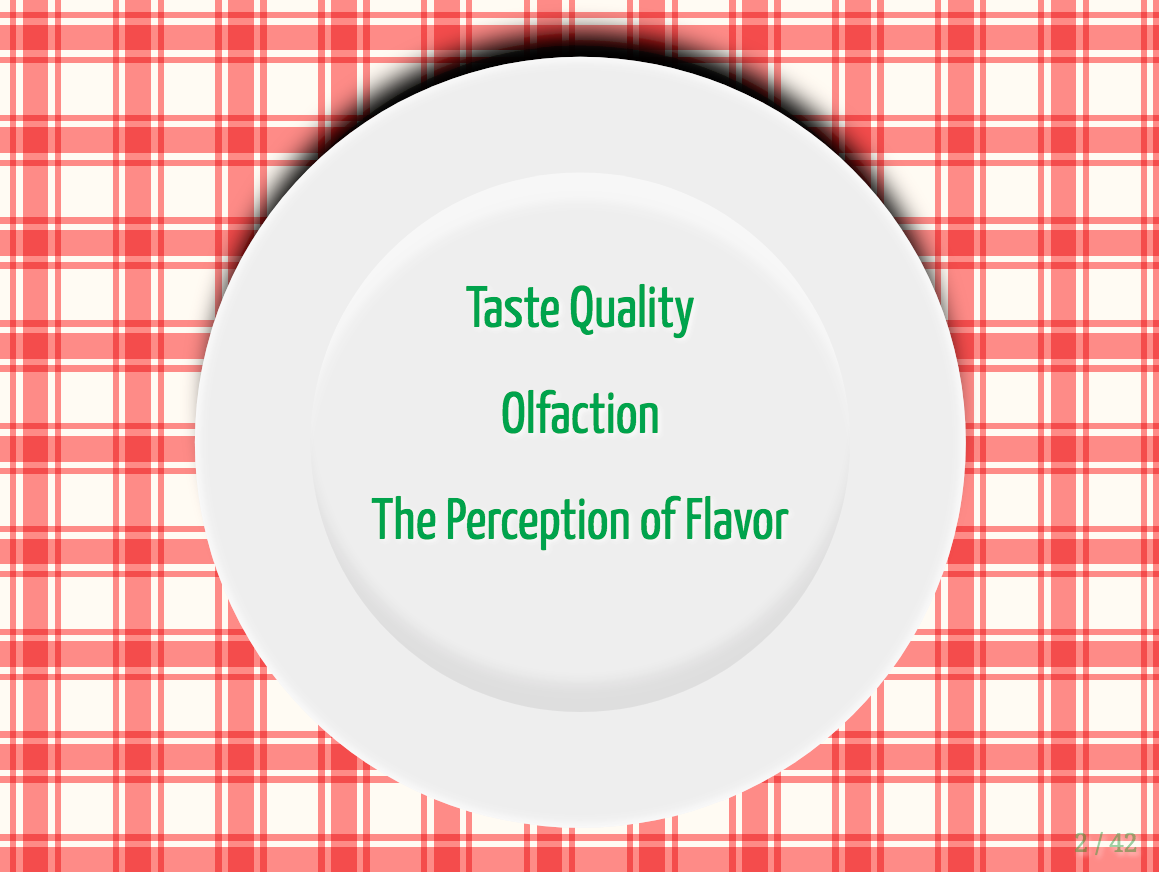 Taste Quality
Olfaction
The Perception of Flavor
2 / 42